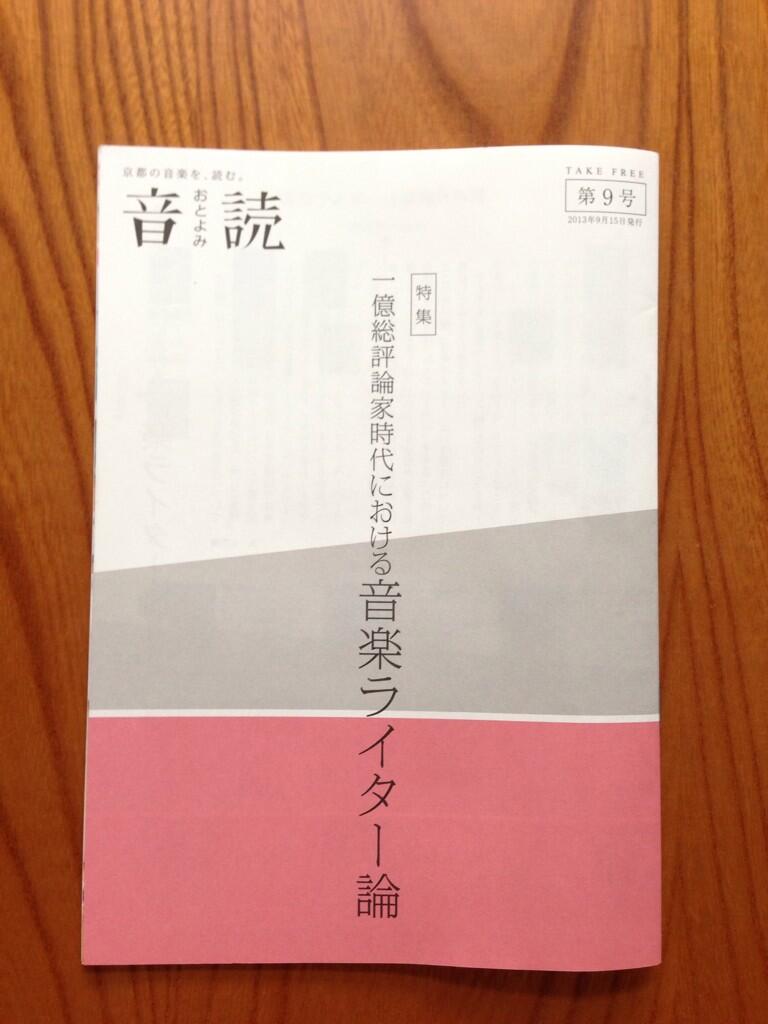 京都の音楽を、読む。
音読
おとよみ
TAKE FREE
第9号
2013年9月15日発行
特集
一億総評論家時代における音楽ライター論